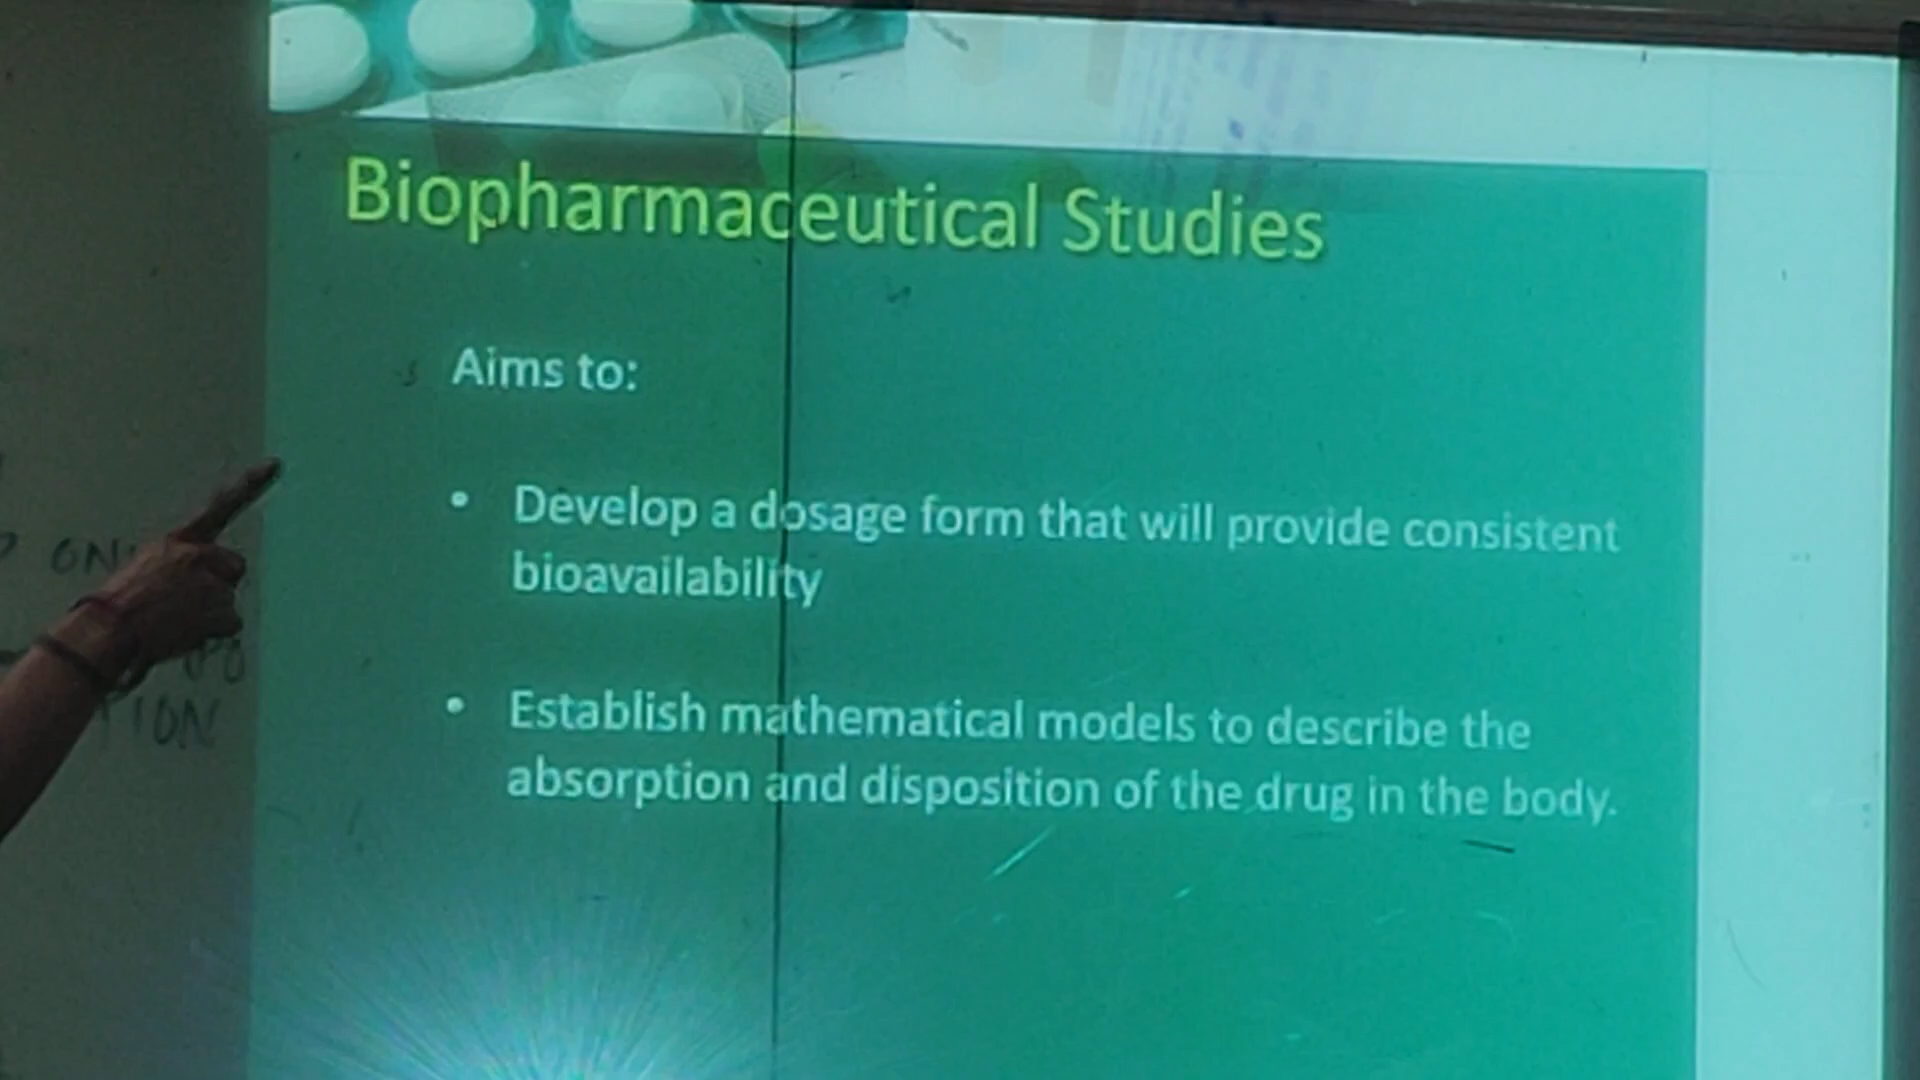 Biopharmaceutical Studies
Aims to:
• Develop a dosage form that will provide consistent
bioavailability
• Establish mathematical models to describe the
absorption and disposition of the drug in the body.
TION